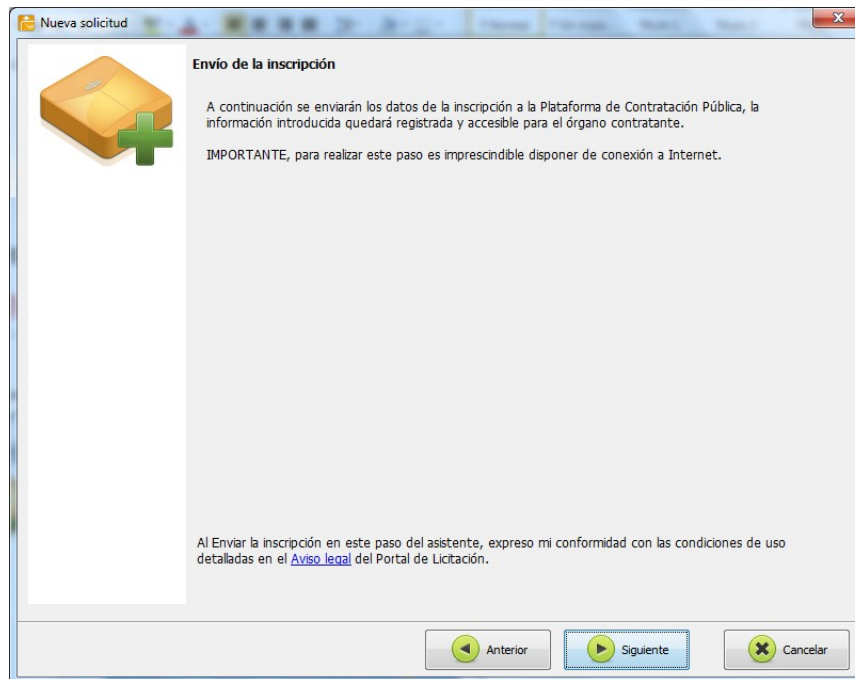 Nueva solicitud
Envío de la inscripción
A continuación se enviarán los datos de la inscripción a la Plataforma de Contratación Pública, la
información introducida quedará registrada y accesible para el órgano contratante.
IMPORTANTE, para realizar este paso es imprescindible disponer de conexión a Internet.
Al Enviar la inscripción en este paso del asistente, expreso mi conformidad con las condiciones de uso
detalladas en el Aviso legal del Portal de Licitación.
Anterior
Siguiente
Cancelar